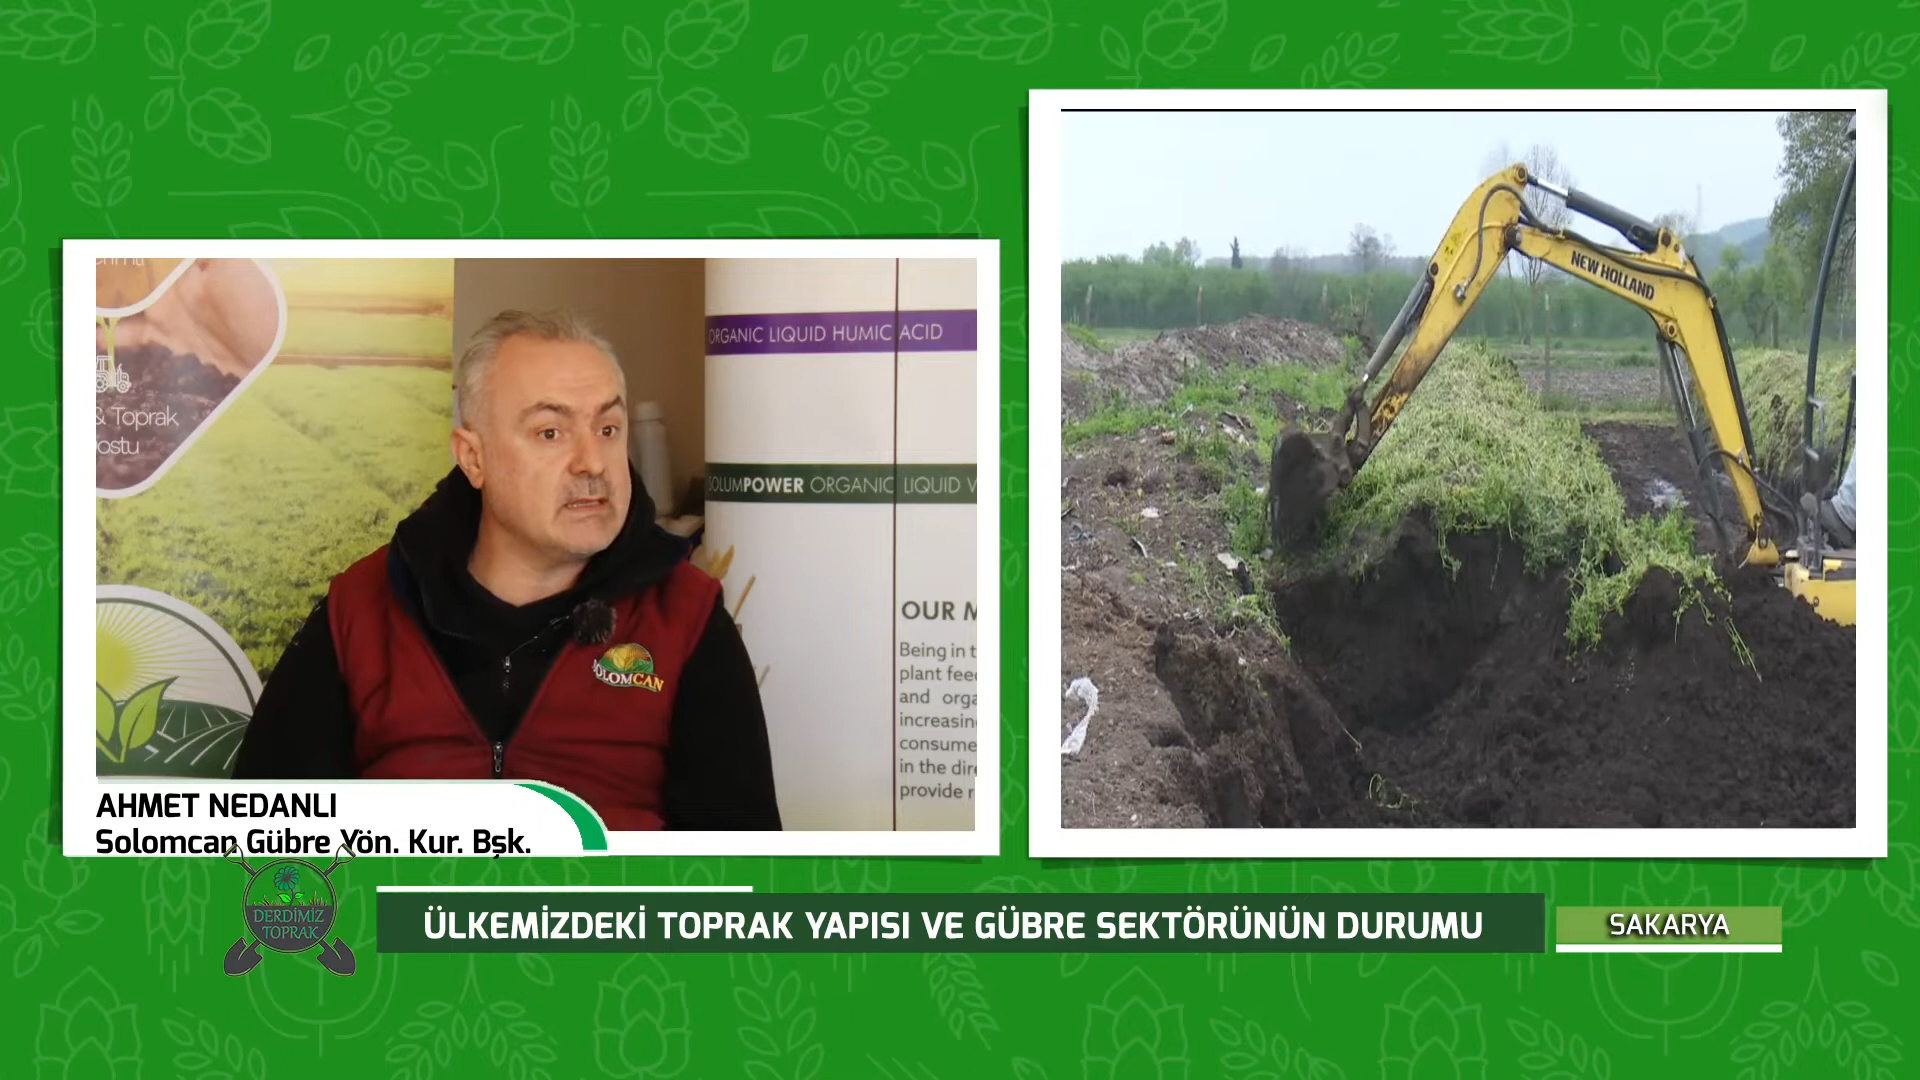 & Toprak
ostu
ORGANIC LIQUID HUMIC ACID
SOLUMPOWER ORGANIC LIQUID V
OUR M
Being in t
plant fee
and orga
increasin
consume
in the dire
provide r
SOLOMCAN
NEW HOLLAND
AHMET NEDANLI
Solomcan Gübre Yön. Kur. Bşk.
DERDİMİZ
TOPRAK
ÜLKEMİZDEKİ TOPRAK YAPISI VE GÜBRE SEKTÖRÜNÜN DURUMU
SAKARYA